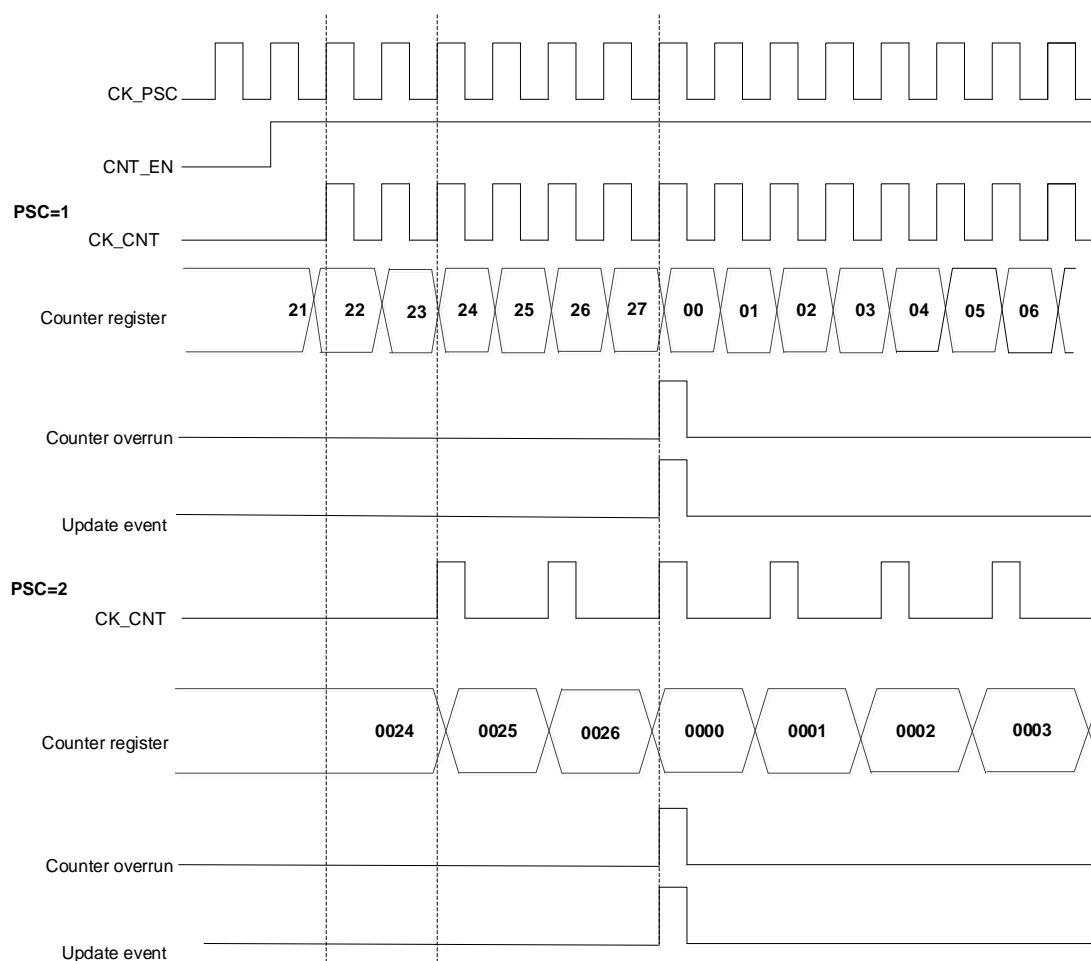 CK_PSC
CNT_EN
PSC=1
CK_CNT
Counter register 21 22 23 24 25 26 27 00 01 02 03 04 05 06
Counter overrun
Update event
PSC=2
CK_CNT
Counter register 0024 0025 0026 0000 0001 0002 0003
Counter overrun
Update event